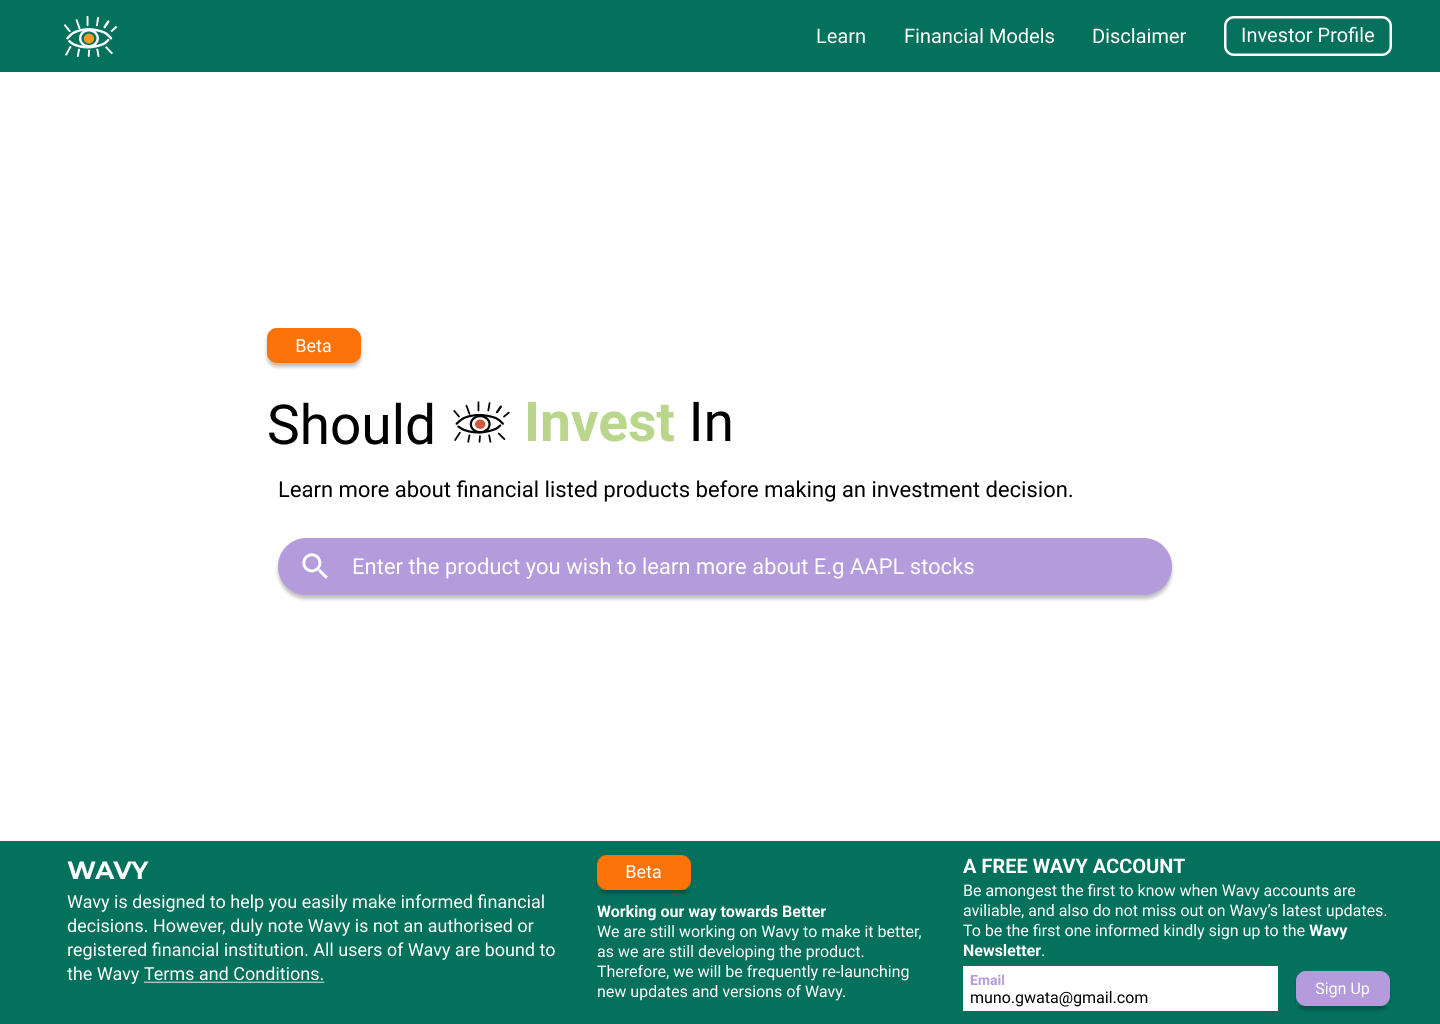 Learn Financial Models Disclaimer Investor Profile
Beta
Should Invest In
Learn more about financial listed products before making an investment decision.
Enter the product you wish to learn more about E.g AAPL stocks
WAVY
Wavy is designed to help you easily make informed financial
decisions. However, duly note Wavy is not an authorised or
registered financial institution. All users of Wavy are bound to
the Wavy Terms and Conditions.
Beta
Working our way towards Better
We are still working on Wavy to make it better,
as we are still developing the product.
Therefore, we will be frequently re-launching
new updates and versions of Wavy.
A FREE WAVY ACCOUNT
Be amongest the first to know when Wavy accounts are
aviliable, and also do not miss out on Wavy’s latest updates.
To be the first one informed kindly sign up to the Wavy
Newsletter.
Email
muno.gwata@gmail.com
Sign Up